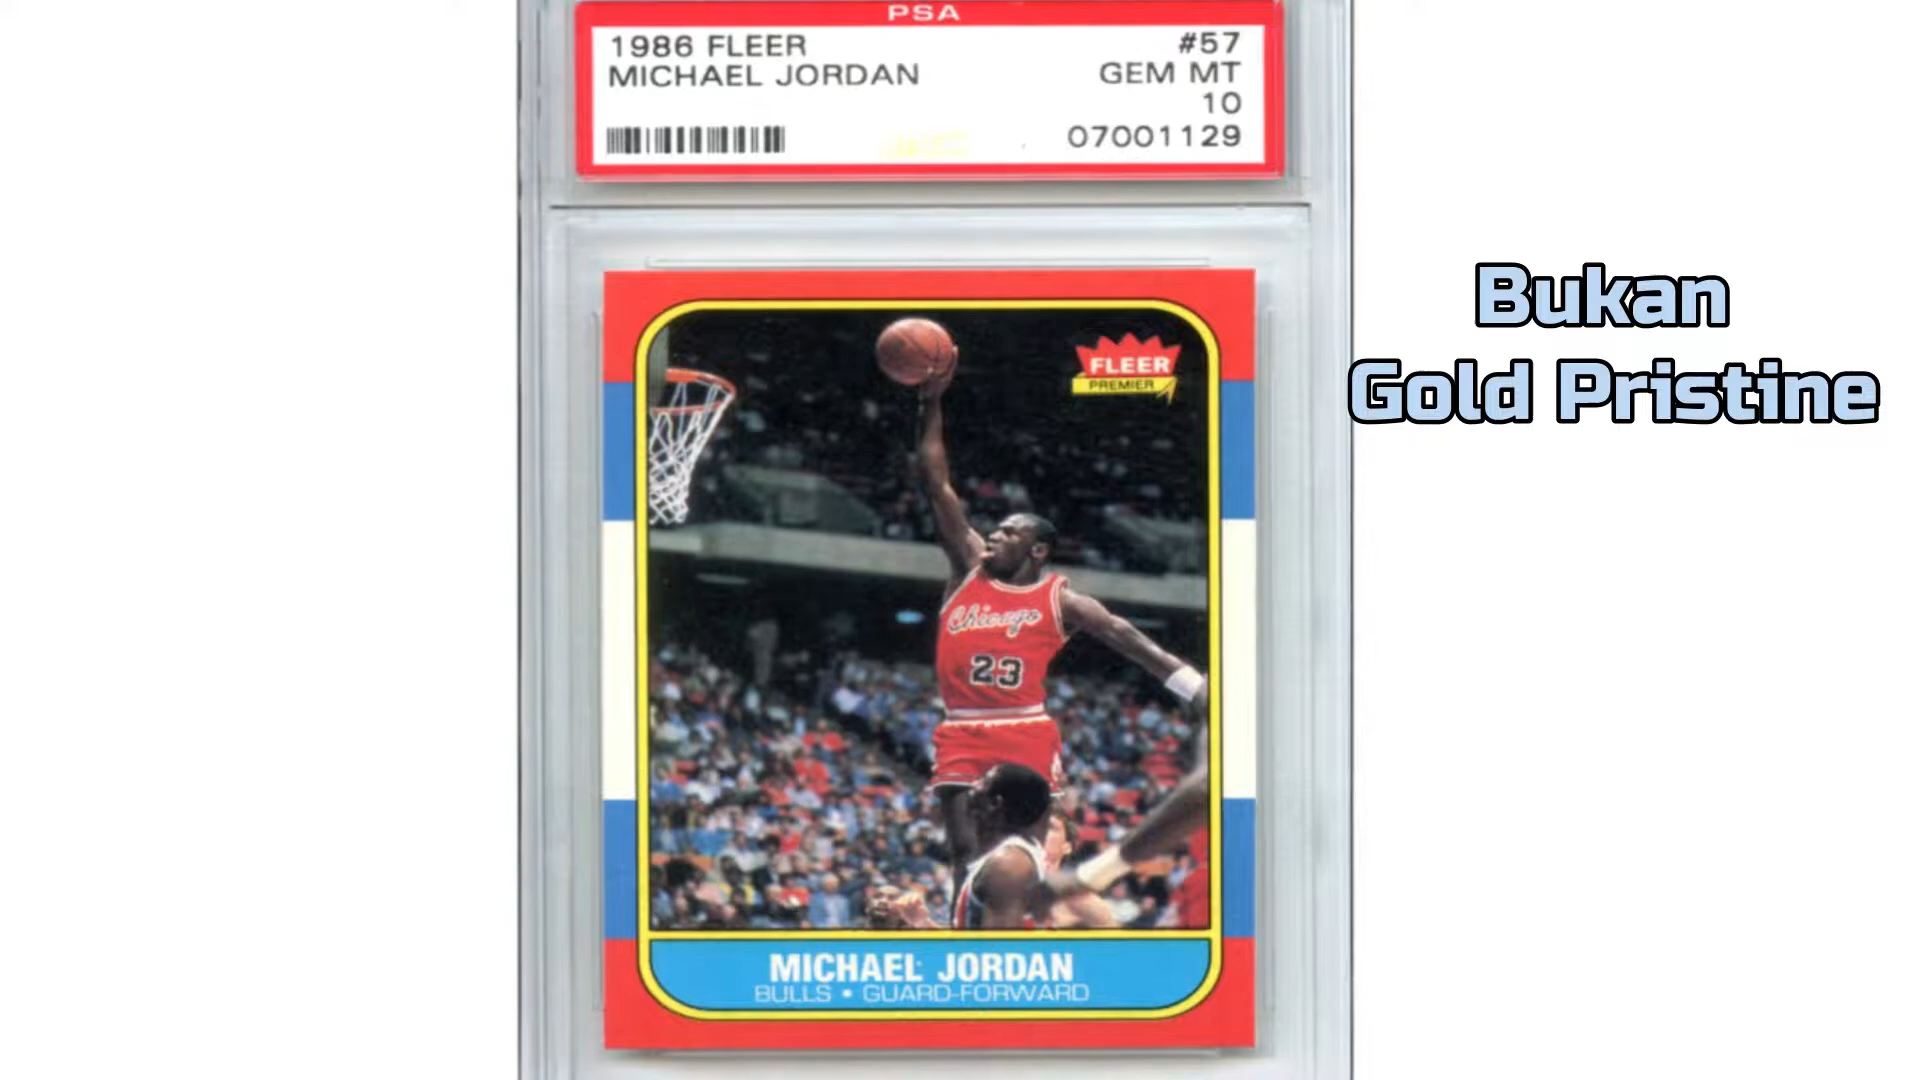 PSA
1986 FLEER
#57
MICHAEL JORDAN
GEM MT
10
07001129
Bukan
Gold Pristine
FLEER
PREMIER
Chicago
23
MICHAEL JORDAN
BULLS • GUARD-FORWARD